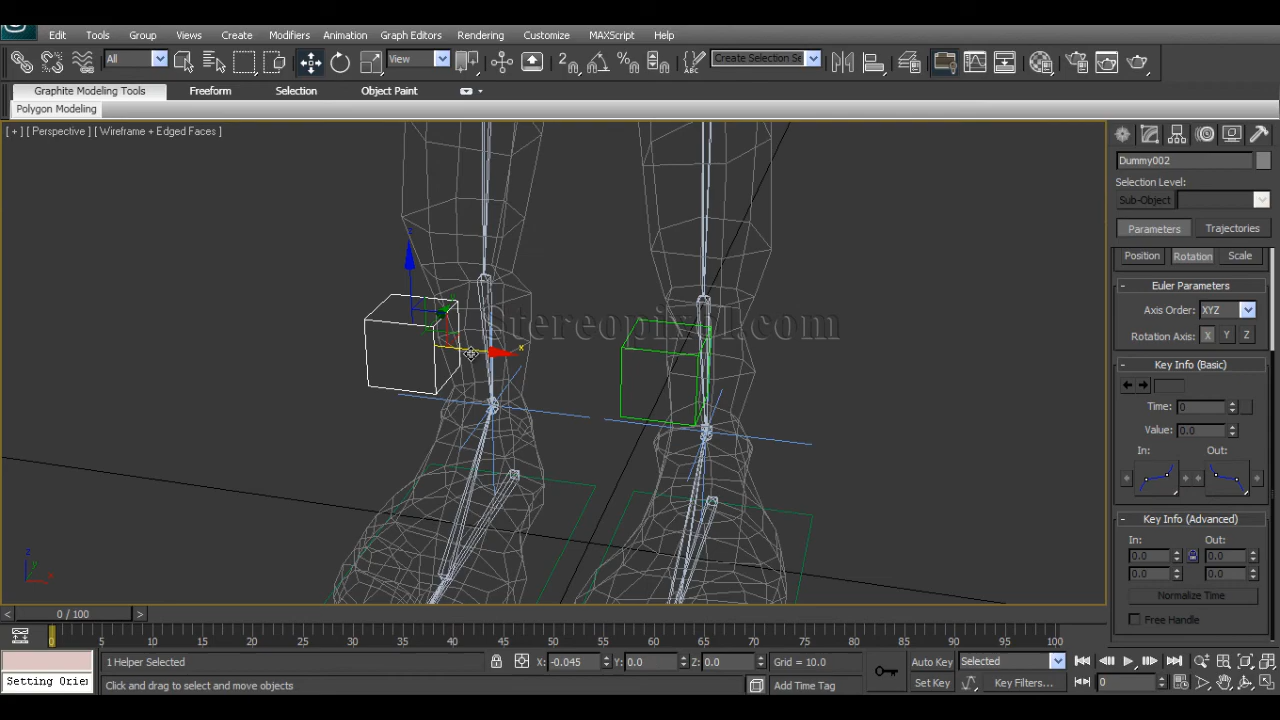 Edit Tools Group Views Create Modifiers Animation Graph Editors Rendering Customize MAXScript Help
All View Create Selection Se
Graphite Modeling Tools Freeform Selection Object Paint
Polygon Modeling
[ + ] [ Perspective ] [ Wireframe + Edged Faces ]
Dummy002
Selection Level:
Sub-Object
Parameters Trajectories
Position Rotation Scale
Euler Parameters
Axis Order: XYZ
Rotation Axis: X Y Z
Key Info (Basic)
Time: 0
Value: 0.0
In: Out:
Key Info (Advanced)
In: Out:
0.0 0.0
0.0 0.0
Normalize Time
Free Handle
Stereopixel.com
z
x
z
y
x
< 0 / 100 >
0 5 10 15 20 25 30 35 40 45 50 55 60 65 70 75 80 85 90 95 100
1 Helper Selected X: -0.045 Y: 0.0 Z: 0.0 Grid = 10.0 Auto Key Selected
Setting Orie Click and drag to select and move objects Add Time Tag Set Key Key Filters... 0